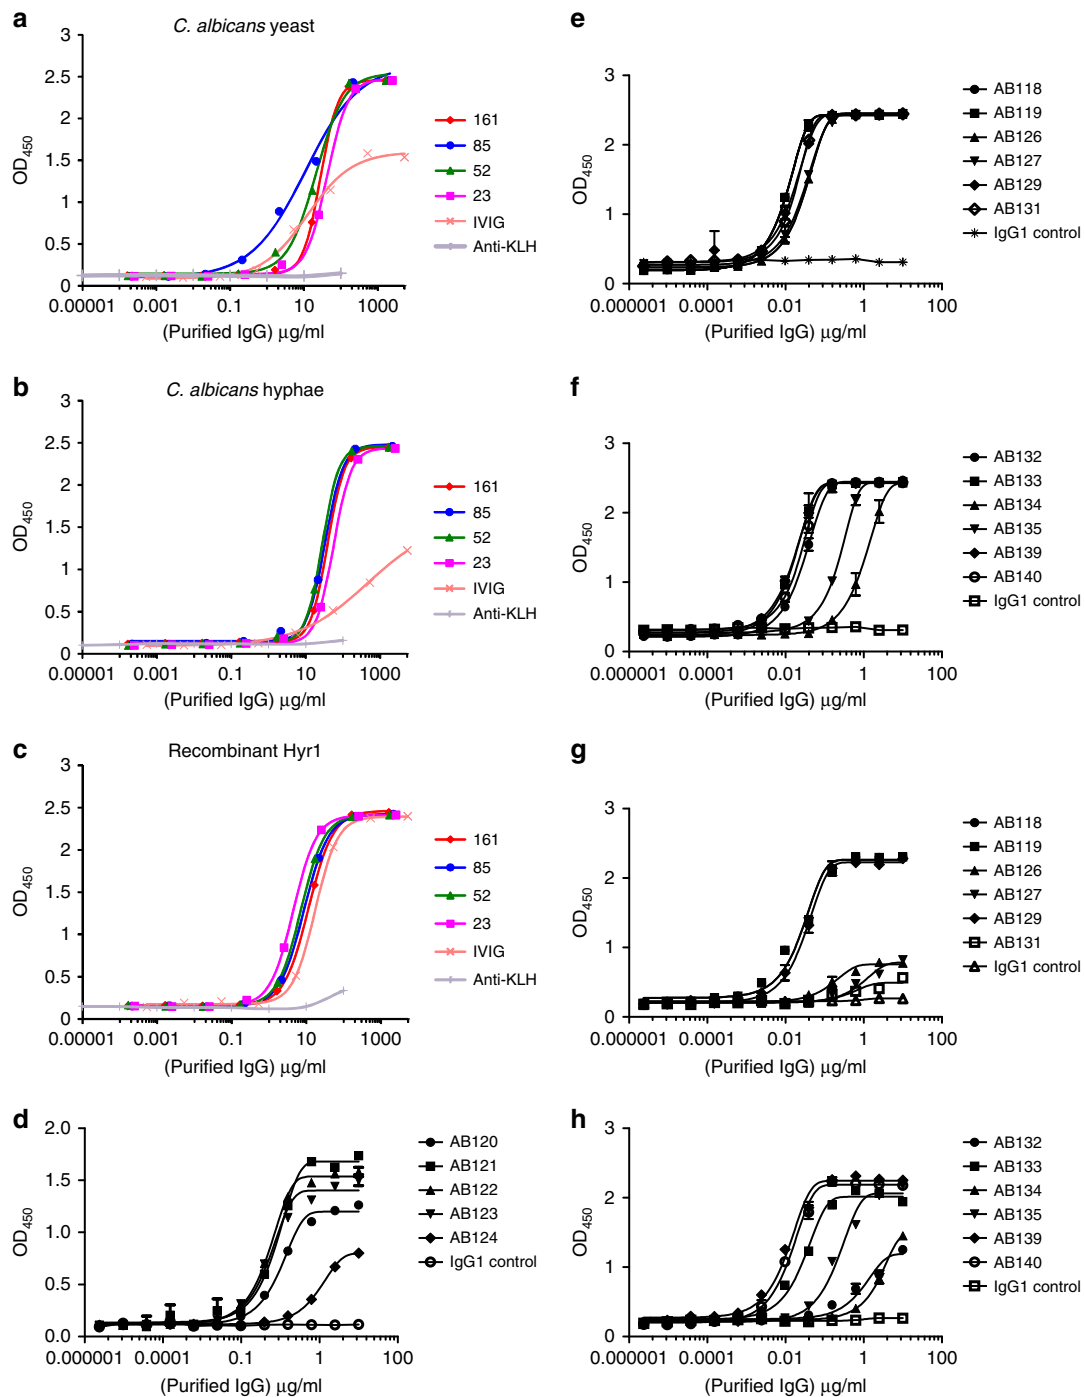 a
C. albicans yeast
3
2.5
2
1.5
1
0.5
0
OD450
0.00001
0.001
0.1
10
1000
(Purified IgG) μg/ml
161
85
52
23
IVIG
Anti-KLH
b
C. albicans hyphae
3
2.5
2
1.5
1
0.5
0
OD450
0.00001
0.001
0.1
10
1000
(Purified IgG) μg/ml
161
85
52
23
IVIG
Anti-KLH
c
Recombinant Hyr1
3
2.5
2
1.5
1
0.5
0
OD450
0.00001
0.001
0.1
10
1000
(Purified IgG) μg/ml
161
85
52
23
IVIG
Anti-KLH
d
2.0
1.5
1.0
0.5
0.0
OD450
0.000001
0.0001
0.1
1
100
(Purified IgG) μg/ml
AB120
AB121
AB122
AB123
AB124
IgG1 control
e
3
2
1
0
OD450
0.000001
0.0001
0.01
1
100
(Purified IgG) μg/ml
AB118
AB119
AB126
AB127
AB129
AB131
IgG1 control
f
3
2
1
0
OD450
0.000001
0.0001
0.01
1
100
(Purified IgG) μg/ml
AB132
AB133
AB134
AB135
AB139
AB140
IgG1 control
g
3
2
1
0
OD450
0.000001
0.0001
0.01
1
100
(Purified IgG) μg/ml
AB118
AB119
AB126
AB127
AB129
AB131
IgG1 control
h
3
2
1
0
OD450
0.000001
0.0001
0.01
1
100
(Purified IgG) μg/ml
AB132
AB133
AB134
AB135
AB139
AB140
IgG1 control